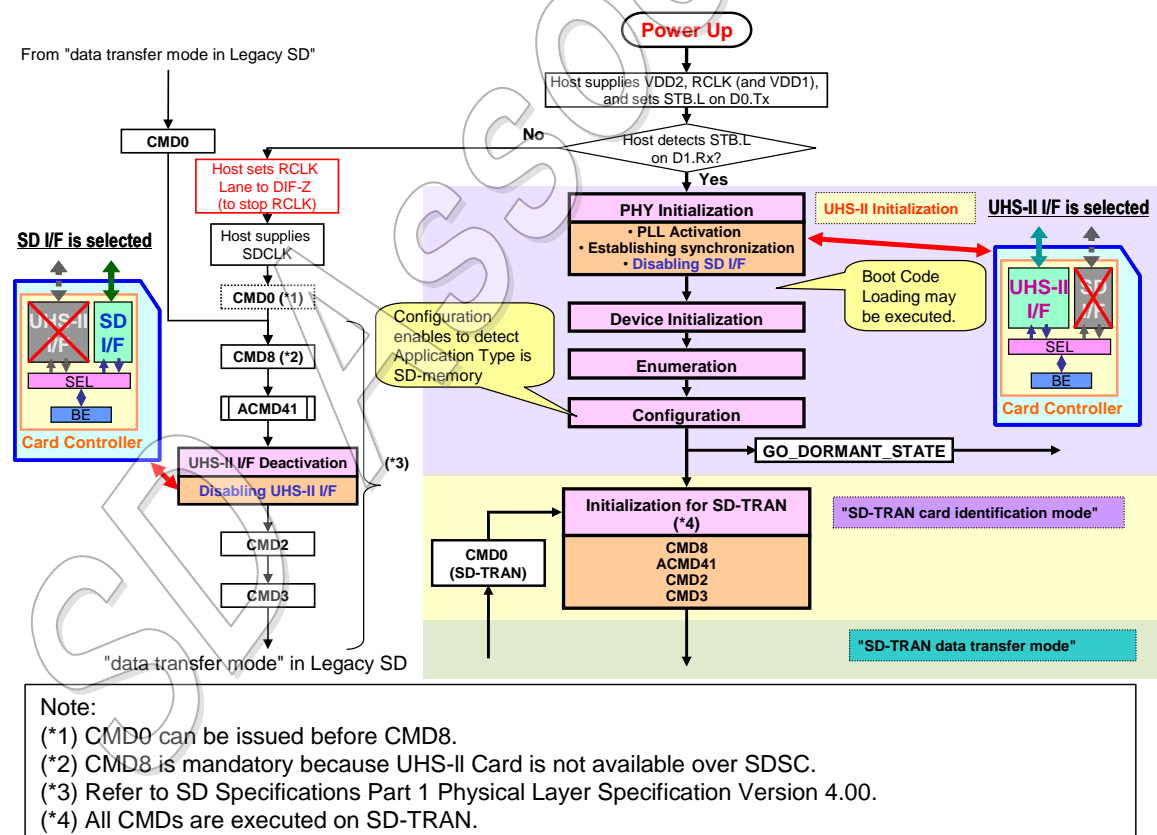 Power Up
From "data transfer mode in Legacy SD"
Host supplies VDD2, RCLK (and VDD1),
and sets STB.L on D0.Tx
CMD0
No
Host detects STB.L
on D1.Rx?
Yes
Host sets RCLK
Lane to DIF-Z
(to stop RCLK)
Host supplies
SDCLK
CMD0 (*1)
CMD8 (*2)
ACMD41
UHS-II I/F Deactivation
Disabling UHS-II I/F
(*3)
CMD2
CMD3
"data transfer mode" in Legacy SD
SD I/F is selected
UHS-II
I/F
SD
I/F
SEL
BE
Card Controller
PHY Initialization
• PLL Activation
• Establishing synchronization
• Disabling SD I/F
UHS-II Initialization
UHS-II I/F is selected
UHS-II
I/F
SD
I/F
SEL
BE
Card Controller
Boot Code
Loading may
be executed.
Device Initialization
Configuration
enables to detect
Application Type is
SD-memory
Enumeration
Configuration
GO_DORMANT_STATE
Initialization for SD-TRAN
(*4)
CMD8
ACMD41
CMD2
CMD3
CMD0
(SD-TRAN)
"SD-TRAN card identification mode"
"SD-TRAN data transfer mode"
Note:
(*1) CMD0 can be issued before CMD8.
(*2) CMD8 is mandatory because UHS-II Card is not available over SDSC.
(*3) Refer to SD Specifications Part 1 Physical Layer Specification Version 4.00.
(*4) All CMDs are executed on SD-TRAN.